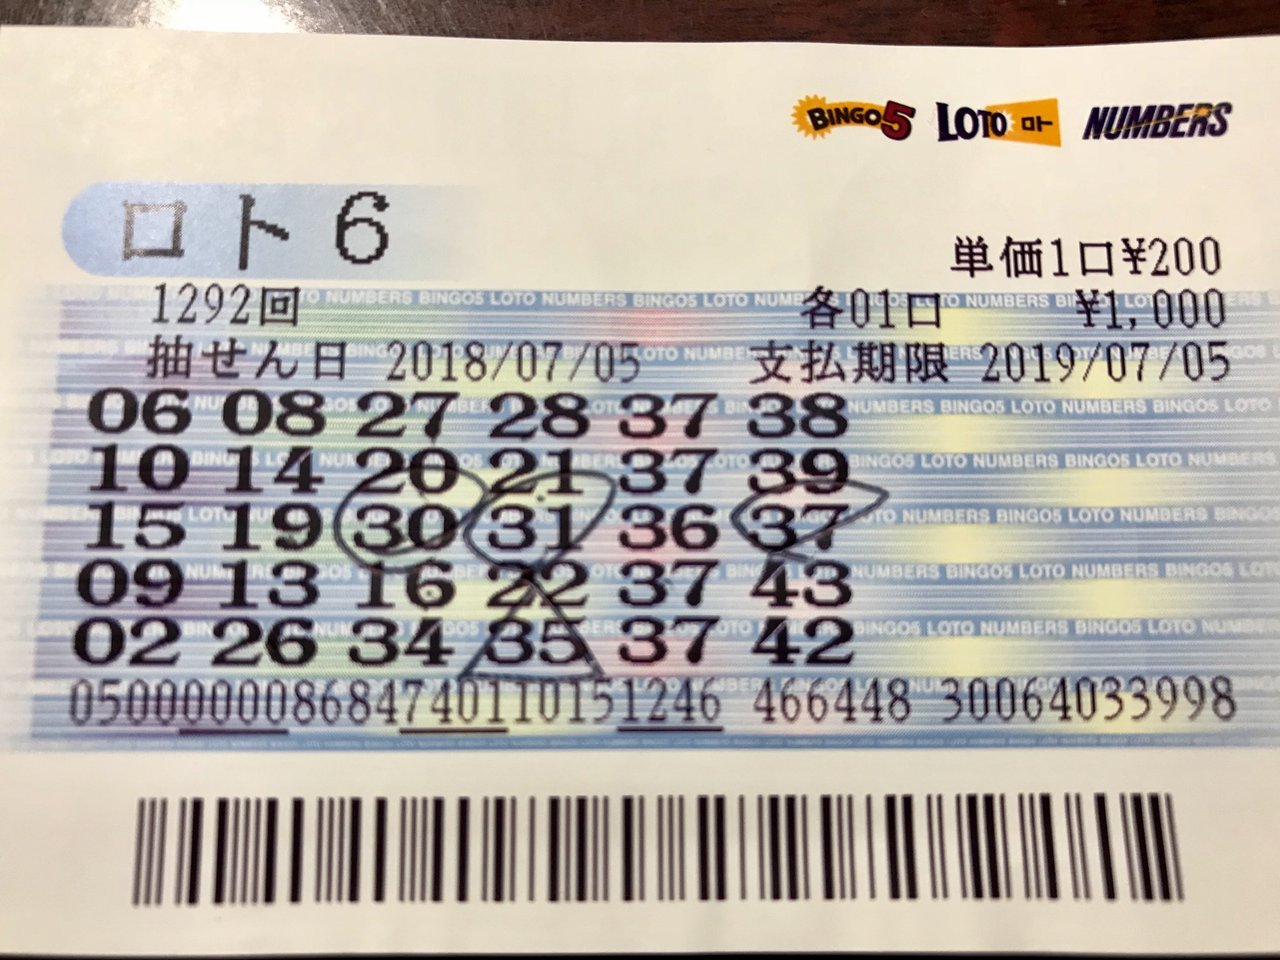 BINGO5 LOTO ロト NUMBERS
ロト6
単価1口¥200
1292回 各01口 ¥1,000
抽せん日 2018/07/05 支払期限 2019/07/05
06 08 27 28 37 38
10 14 20 21 37 39
15 19 30 31 36 37
09 13 16 22 37 43
02 26 34 35 37 42
050000008684740110151246 466448 30064033998